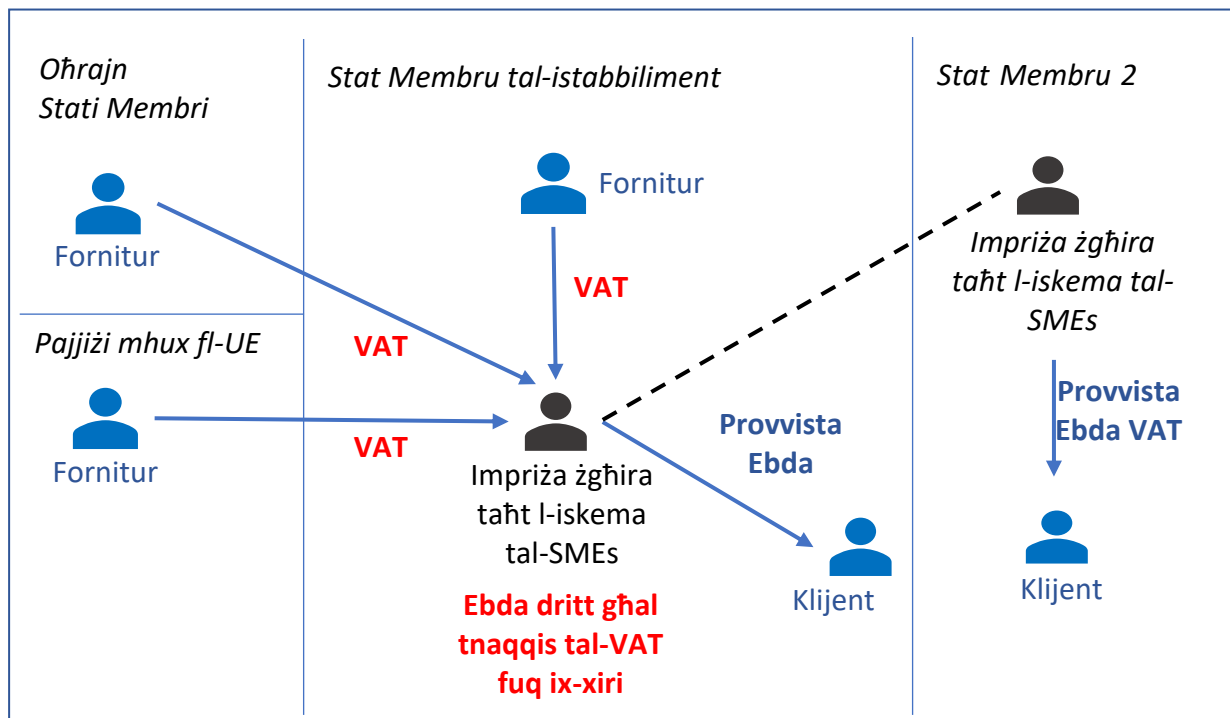 Oħrajn
Stati Membri
Fornitur
Pajjiżi mhux fl-UE
Fornitur
VAT
VAT
Stat Membru tal-istabbiliment
Fornitur
VAT
Impriża żgħira
taħt l-iskema
tal-SMEs
Ebda dritt għal
tnaqqis tal-VAT
fuq ix-xiri
Provvista
Ebda
Klijent
Stat Membru 2
Impriża żgħira
taħt l-iskema tal-
SMEs
Provvista
Ebda VAT
Klijent